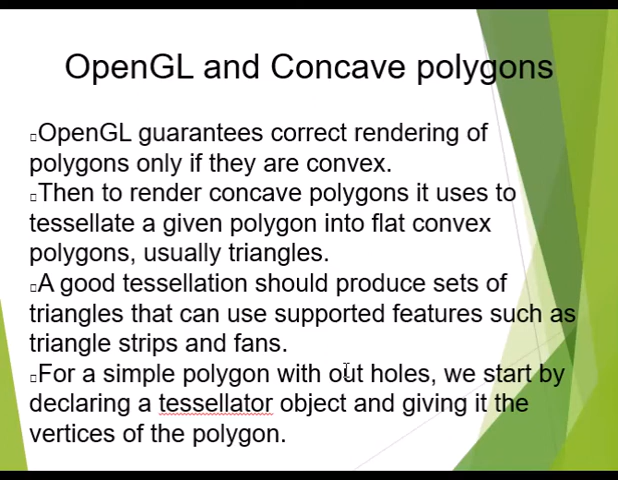 OpenGL and Concave polygons
OpenGL guarantees correct rendering of
polygons only if they are convex.
Then to render concave polygons it uses to
tessellate a given polygon into flat convex
polygons, usually triangles.
A good tessellation should produce sets of
triangles that can use supported features such as
triangle strips and fans.
For a simple polygon with out holes, we start by
declaring a tessellator object and giving it the
vertices of the polygon.